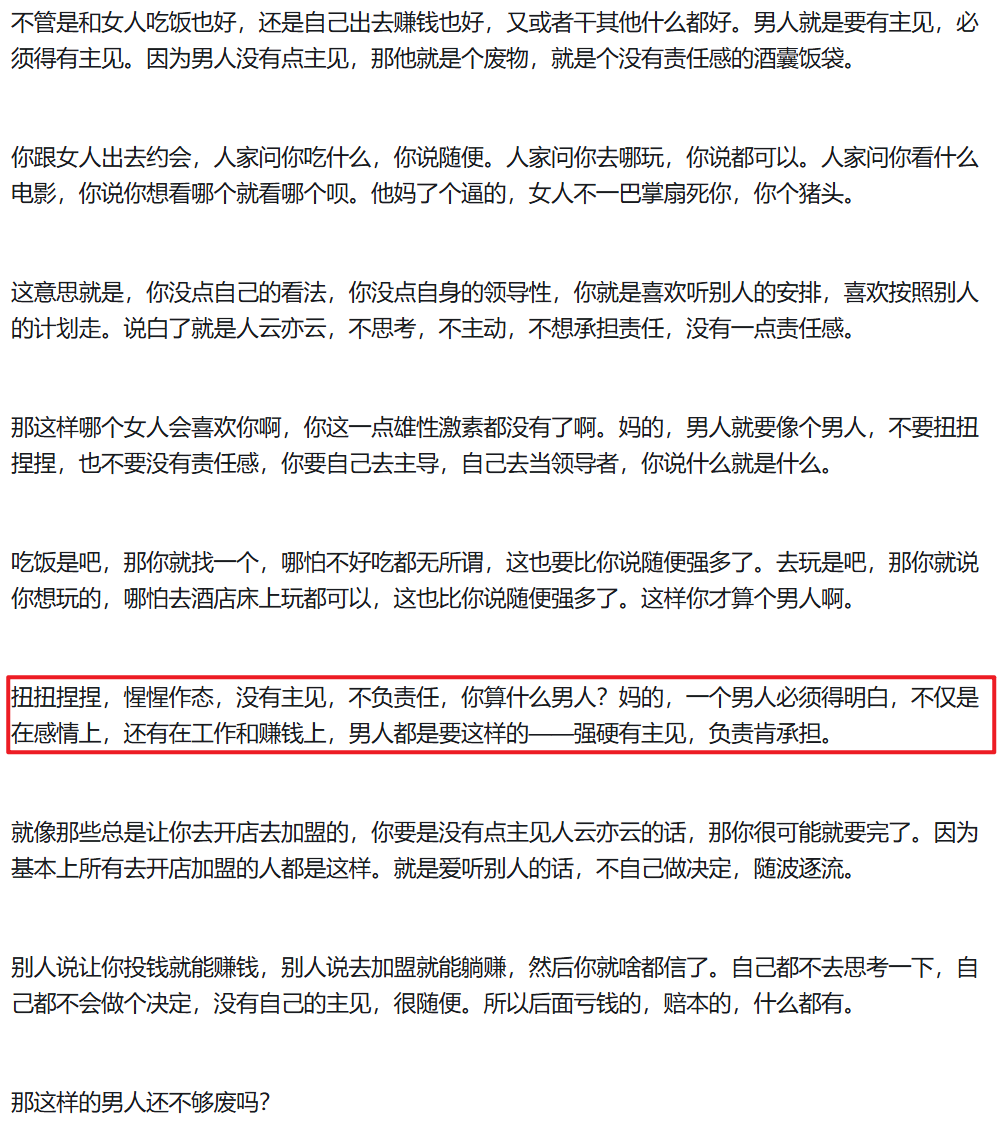 不管是和女人吃饭也好，还是自己出去赚钱也好，又或者干其他什么都好。男人就是要有主见，必
须得有主见。因为男人没有点主见，那他就是个废物，就是个没有责任感的酒囊饭袋。
你跟女人出去约会，人家问你吃什么，你说随便。人家问你去哪玩，你说都可以。人家问你看什么
电影，你说你想看哪个就看哪个呗。他妈了个逼的，女人不一巴掌扇死你，你个猪头。
这意思就是，你没点自己的看法，你没点自身的领导性，你就是喜欢听别人的安排，喜欢按照别人
的计划走。说白了就是人云亦云，不思考，不主动，不想承担责任，没有一点责任感。
那这样哪个女人会喜欢你啊，你这一点雄性激素都没有了啊。妈的，男人就要像个男人，不要扭扭
捏捏，也不要没有责任感，你要自己去主导，自己去当领导者，你说什么就是什么。
吃饭是吧，那你就找一个，哪怕不好吃都无所谓，这也要比你说随便强多了。去玩是吧，那你就说
你想玩的，哪怕去酒店床上玩都可以，这也比你说随便强多了。这样你才算个男人啊。
扭扭捏捏，惺惺作态，没有主见，不负责任，你算什么男人？妈的，一个男人必须得明白，不仅是
在感情上，还有在工作和赚钱上，男人都是要这样的——强硬有主见，负责肯承担。
就像那些总是让你去开店去加盟的，你要是没有点主见人云亦云的话，那你很可能就要完了。因为
基本上所有去开店加盟的人都是这样。就是爱听别人的话，不自己做决定，随波逐流。
别人说让你投钱就能赚钱，别人说去加盟就能躺赚，然后你就啥都信了。自己都不去思考一下，自
己都不会做个决定，没有自己的主见，很随便。所以后面亏钱的，赔本的，什么都有。
那这样的男人还不够废吗？